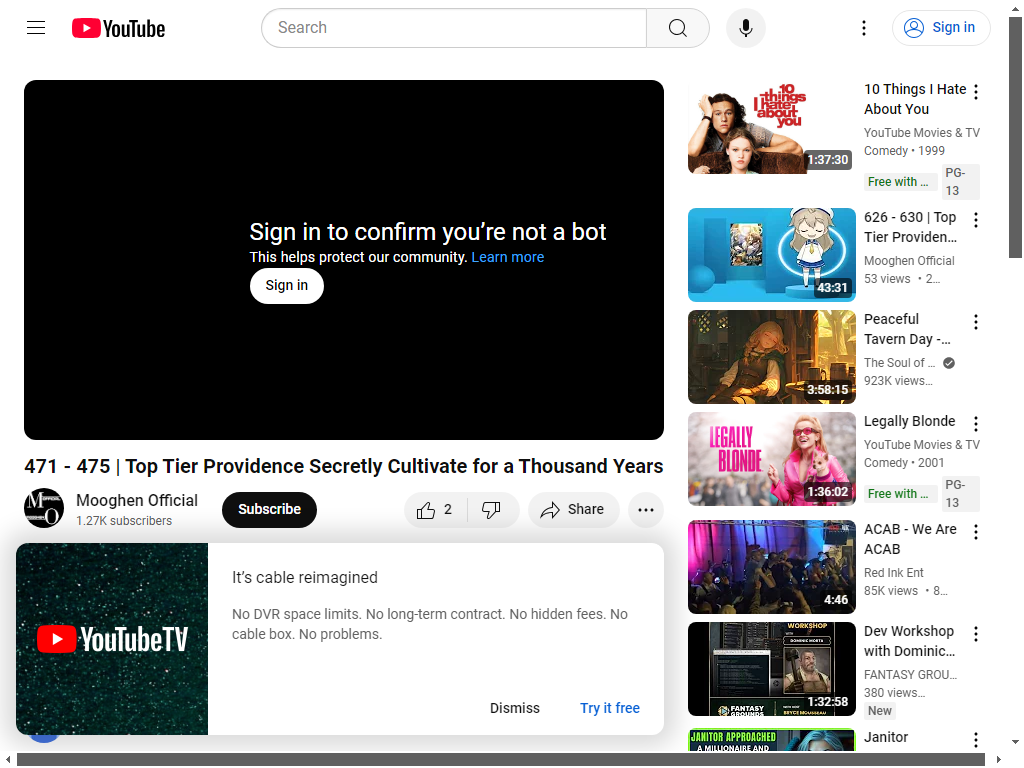 YouTube
Search
Sign in
Sign in to confirm you’re not a bot
This helps protect our community. Learn more
Sign in
471 - 475 | Top Tier Providence Secretly Cultivate for a Thousand Years
Mooghen Official
1.27K subscribers
Subscribe
2
Share
YouTubeTV
It’s cable reimagined
No DVR space limits. No long-term contract. No hidden fees. No
cable box. No problems.
Dismiss
Try it free
10
things
I hate
about
you
1:37:30
10 Things I Hate
About You
YouTube Movies & TV
Comedy • 1999
Free with ...
PG-
13
43:31
626 - 630 | Top
Tier Providen...
Mooghen Official
53 views • 2...
3:58:15
Peaceful
Tavern Day -...
The Soul of ...
923K views...
LEGALLY
BLONDE
1:36:02
Legally Blonde
YouTube Movies & TV
Comedy • 2001
Free with ...
PG-
13
4:46
ACAB - We Are
ACAB
Red Ink Ent
85K views • 8...
WORKSHOP
WITH
DOMINIC MORTA
FANTASY
GROUNDS
BRYCE MOUSSEAU
1:32:58
Dev Workshop
with Dominic...
FANTASY GROU...
380 views...
New
JANITOR APPROACHED
A MILLIONAIRE AND
Janitor